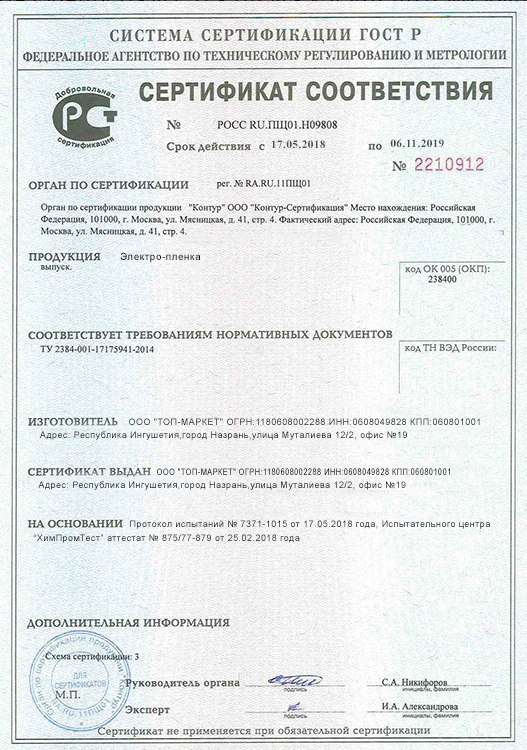 СИСТЕМА СЕРТИФИКАЦИИ ГОСТ Р
ФЕДЕРАЛЬНОЕ АГЕНТСТВО ПО ТЕХНИЧЕСКОМУ РЕГУЛИРОВАНИЮ И МЕТРОЛОГИИ
Добровольная
РСТ
сертификация
СЕРТИФИКАТ СООТВЕТСТВИЯ
№ РОСС RU.ПЩ01.Н09808
Срок действия с 17.05.2018 по 06.11.2019
№ 2210912
ОРГАН ПО СЕРТИФИКАЦИИ рег. № RA.RU.11ПЩ01
Орган по сертификации продукции "Контур" ООО "Контур-Сертификация" Место нахождения: Российская
Федерация, 101000, г. Москва, ул. Мясницкая, д. 41, стр. 4. Фактический адрес: Российская Федерация, 101000, г.
Москва, ул. Мясницкая, д. 41, стр. 4.
ПРОДУКЦИЯ Электро-пленка
выпуск.
код ОК 005 (ОКП):
238400
СООТВЕТСТВУЕТ ТРЕБОВАНИЯМ НОРМАТИВНЫХ ДОКУМЕНТОВ
ТУ 2384-001-17175941-2014
код ТН ВЭД России:
ИЗГОТОВИТЕЛЬ ООО "ТОП-МАРКЕТ" ОГРН:1180608002288 ИНН:0608049828 КПП:060801001
Адрес: Республика Ингушетия,город Назрань,улица Муталиева 12/2, офис №19
СЕРТИФИКАТ ВЫДАН ООО "ТОП-МАРКЕТ" ОГРН:1180608002288 ИНН:0608049828 КПП:060801001
Адрес: Республика Ингушетия,город Назрань,улица Муталиева 12/2, офис №19
НА ОСНОВАНИИ Протокол испытаний № 7371-1015 от 17.05.2018 года, Испытательного центра
"ХимПромТест" аттестат № 875/77-879 от 25.02.2018 года
ДОПОЛНИТЕЛЬНАЯ ИНФОРМАЦИЯ
Схема сертификации: 3
ДЛЯ
СЕРТИФИКАТОВ
М.П.
Руководитель органа
подпись
С.А. Никифоров
инициалы, фамилия
Эксперт
подпись
И.А. Александрова
инициалы, фамилия
Сертификат не применяется при обязательной сертификации